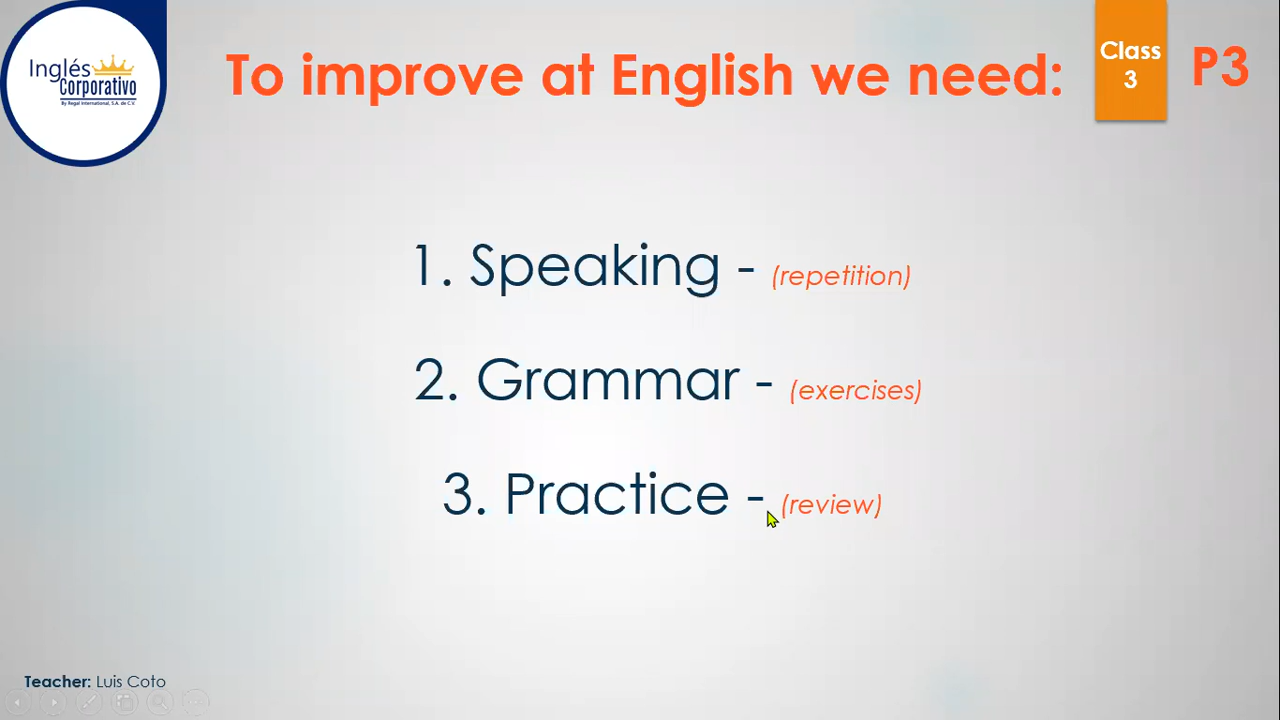 Inglés
Corporativo
By Regal International, S.A. de C.V.
To improve at English we need:
Class
3
P3
1. Speaking - (repetition)
2. Grammar - (exercises)
3. Practice - (review)
Teacher: Luis Coto